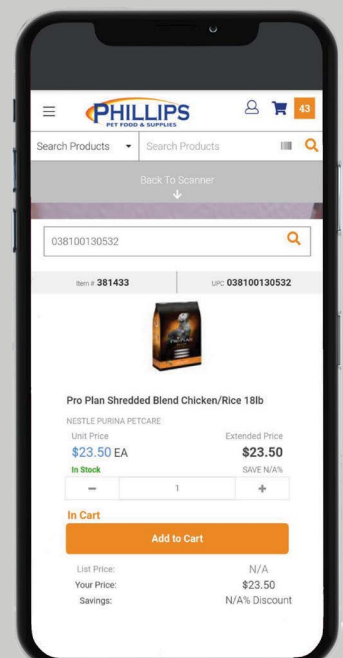 PHILLIPS
PET FOOD & SUPPLIES
43
Search Products
Search Products
Back To Scanner
038100130532
Item # 381433
UPC 038100130532
PRO PLAN
Pro Plan Shredded Blend Chicken/Rice 18lb
NESTLE PURINA PETCARE
Unit Price Extended Price
$23.50 EA $23.50
In Stock SAVE N/A%
− 1 +
In Cart
Add to Cart
List Price: N/A
Your Price: $23.50
Savings: N/A% Discount